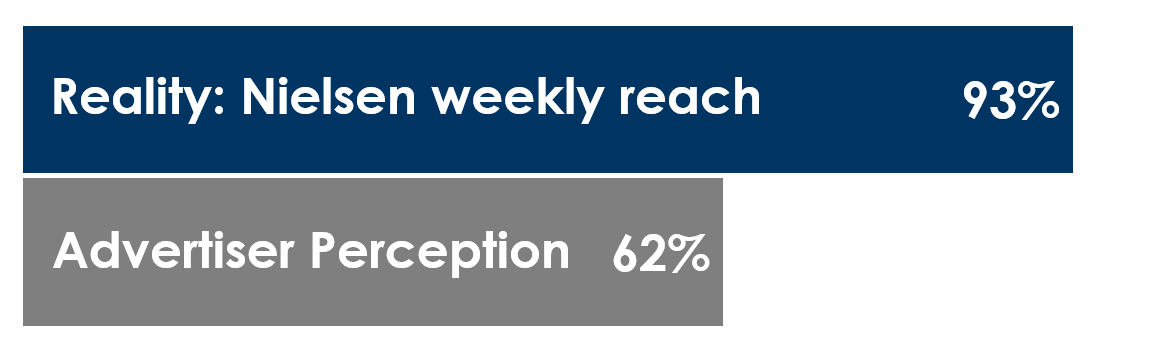 Reality: Nielsen weekly reach 93%
Advertiser Perception 62%